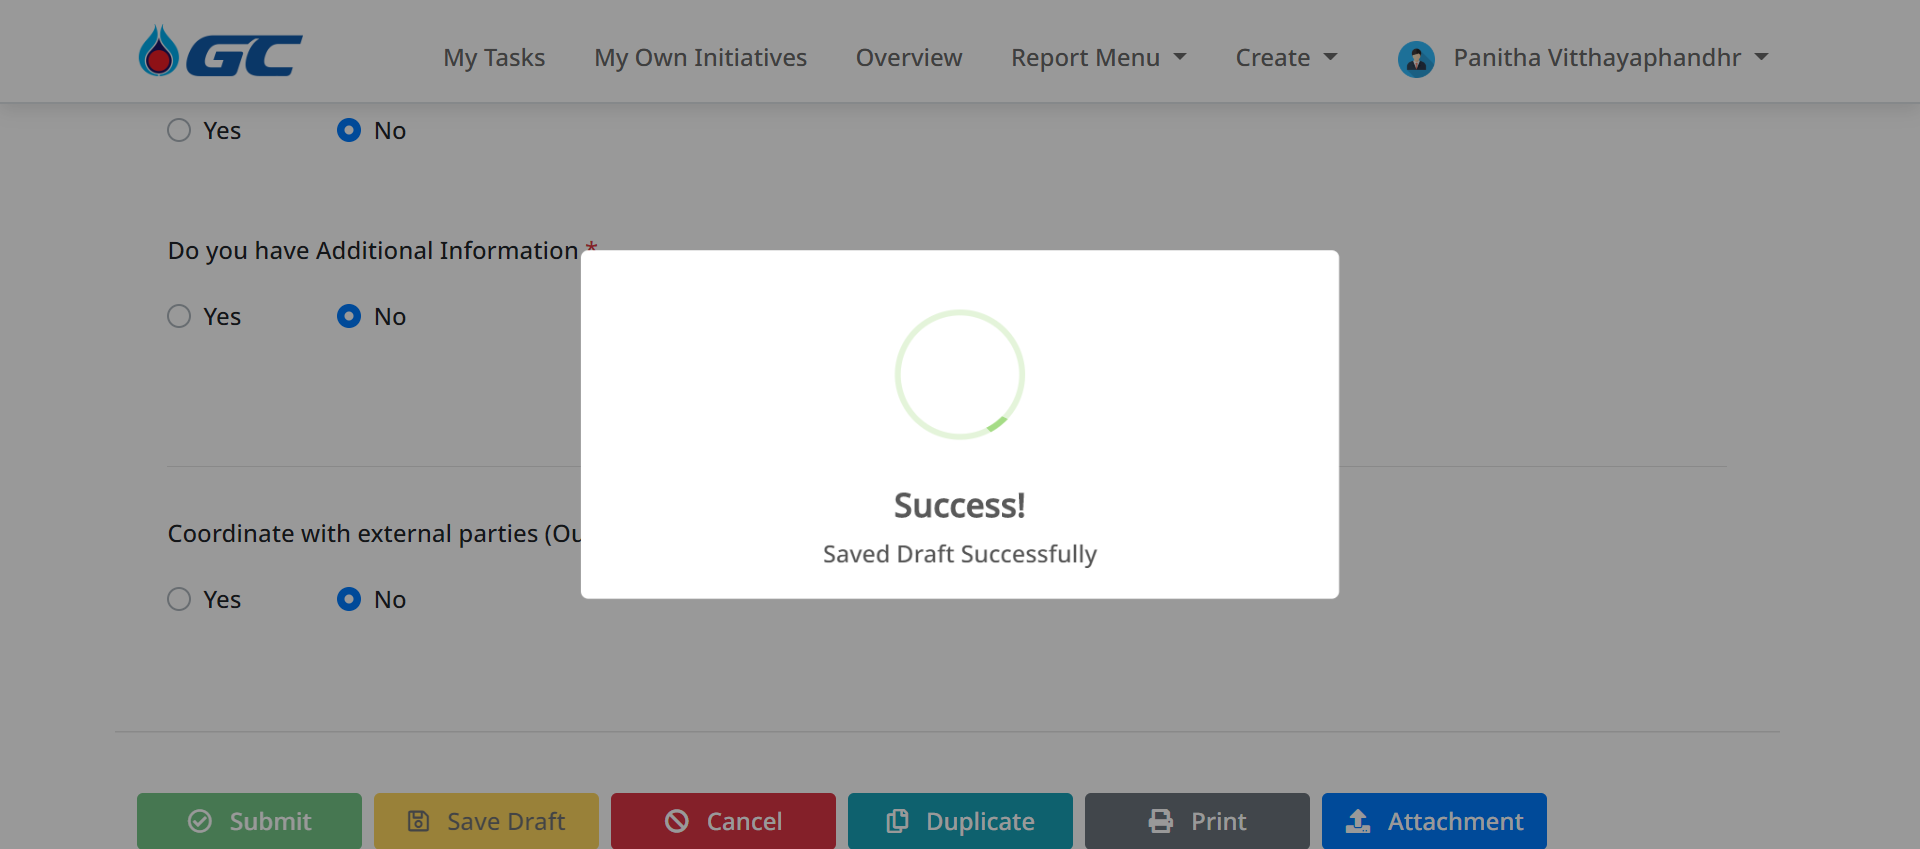 GC
My Tasks My Own Initiatives Overview Report Menu Create Panitha Vitthayaphandhr
Yes No
Do you have Additional Information *
Yes No
Success!
Saved Draft Successfully
Coordinate with external parties (Ou
Yes No
Submit Save Draft Cancel Duplicate Print Attachment